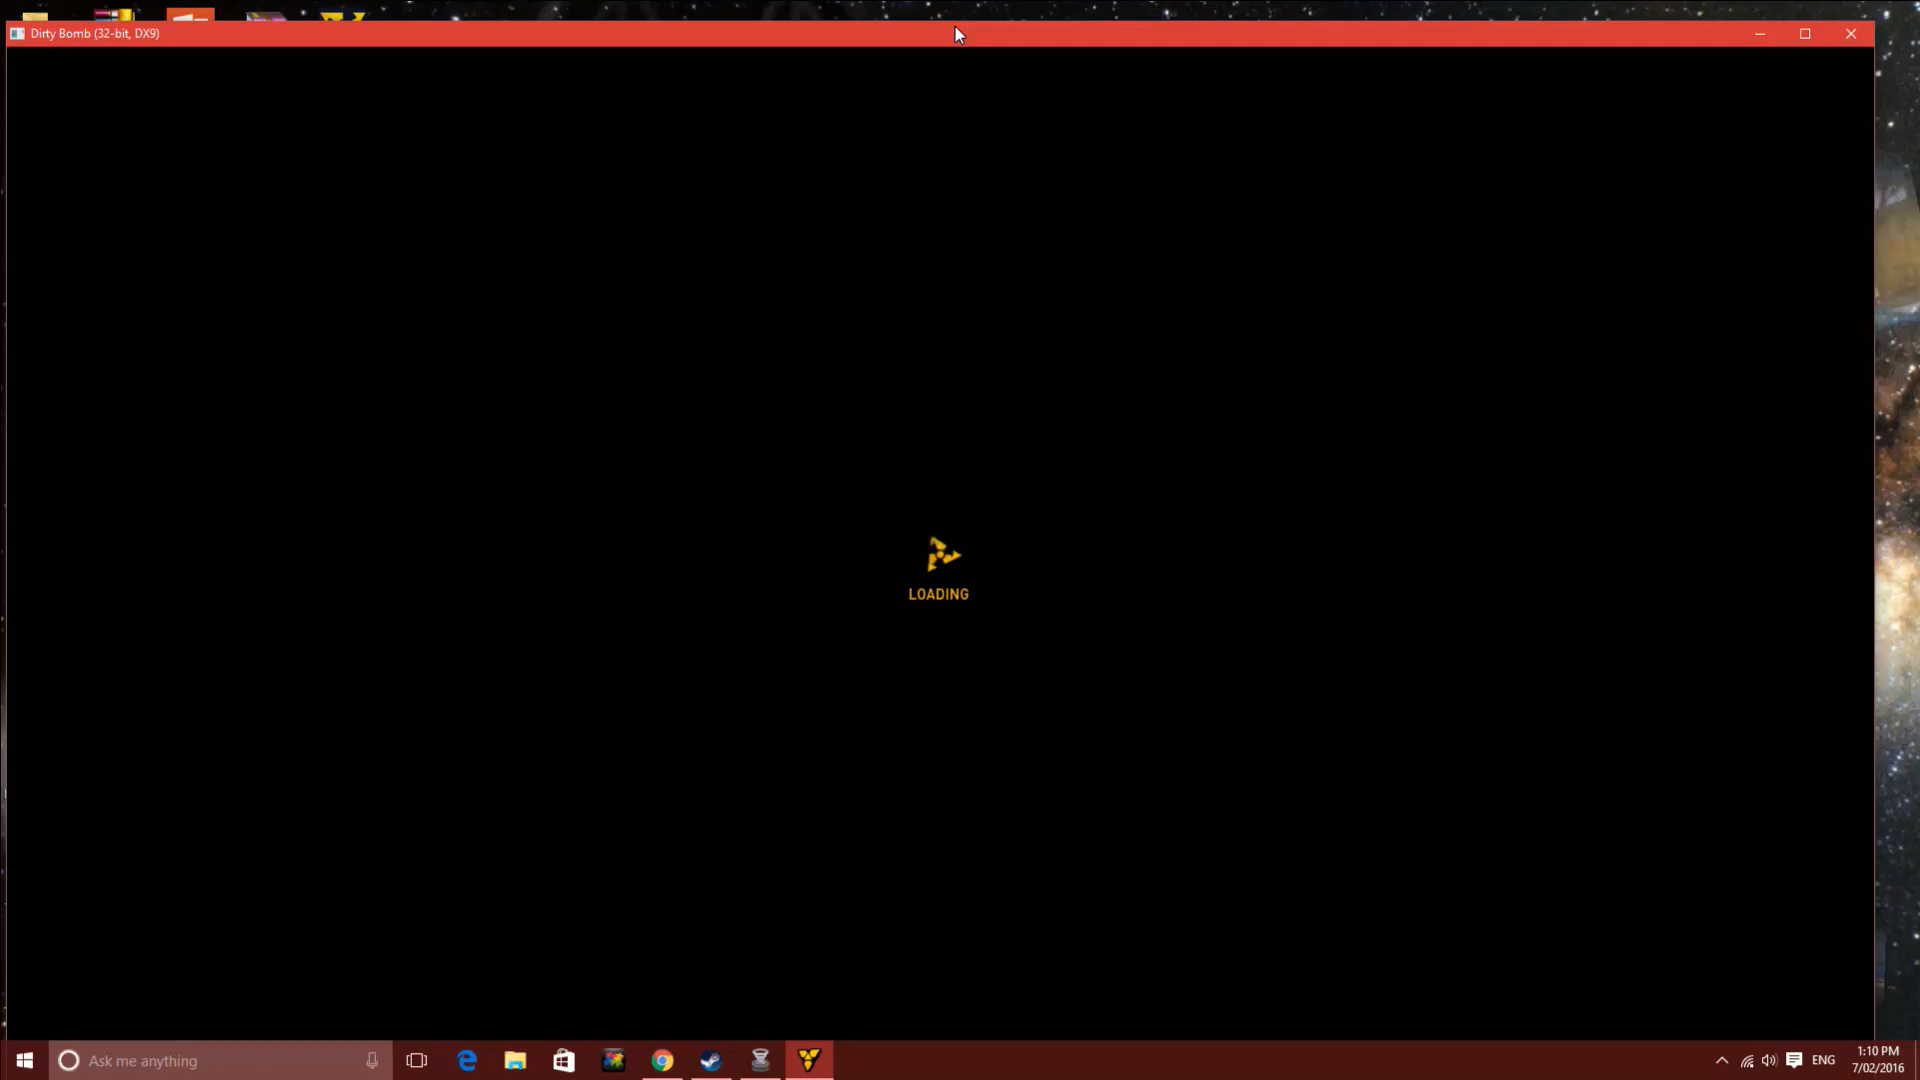 Dirty Bomb (32-bit, DX9)
LOADING
Ask me anything
ENG
1:10 PM
7/02/2016